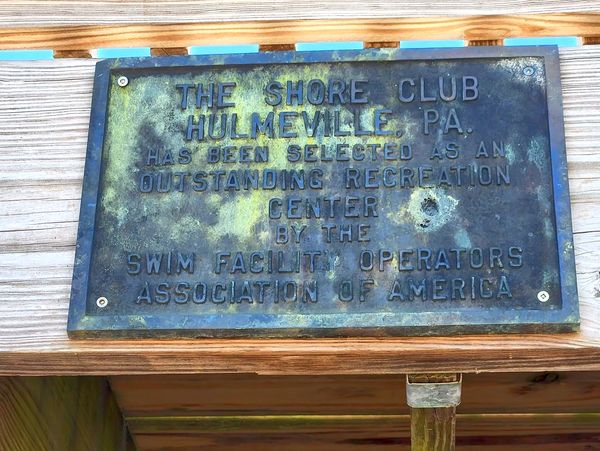 THE SHORE CLUB
HULMEVILLE, PA.
HAS BEEN SELECTED AS AN
OUTSTANDING RECREATION
CENTER
BY THE
SWIM FACILITY OPERATORS
ASSOCIATION OF AMERICA